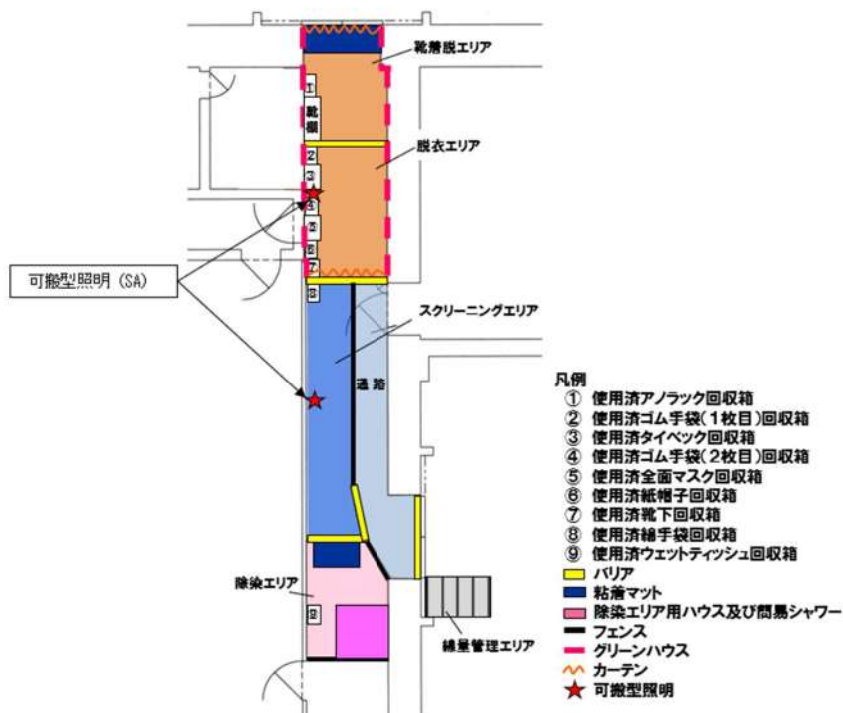 靴着脱エリア
①
靴棚
②
脱衣エリア
③
④
⑤
⑥
⑦
可搬型照明(SA)
⑧
スクリーニングエリア
通路
除染エリア
⑨
線量管理エリア
凡例
① 使用済アノラック回収箱
② 使用済ゴム手袋(1枚目)回収箱
③ 使用済タイベック回収箱
④ 使用済ゴム手袋(2枚目)回収箱
⑤ 使用済全面マスク回収箱
⑥ 使用済紙帽子回収箱
⑦ 使用済靴下回収箱
⑧ 使用済綿手袋回収箱
⑨ 使用済ウェットティッシュ回収箱
バリア
粘着マット
除染エリア用ハウス及び簡易シャワー
フェンス
グリーンハウス
カーテン
可搬型照明